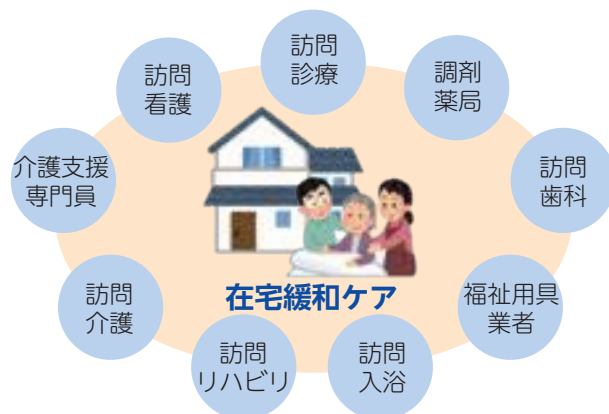 訪問
診療
調剤
薬局
訪問
歯科
福祉用具
業者
訪問
入浴
訪問
リハビリ
訪問
介護
介護支援
専門員
訪問
看護
在宅緩和ケア